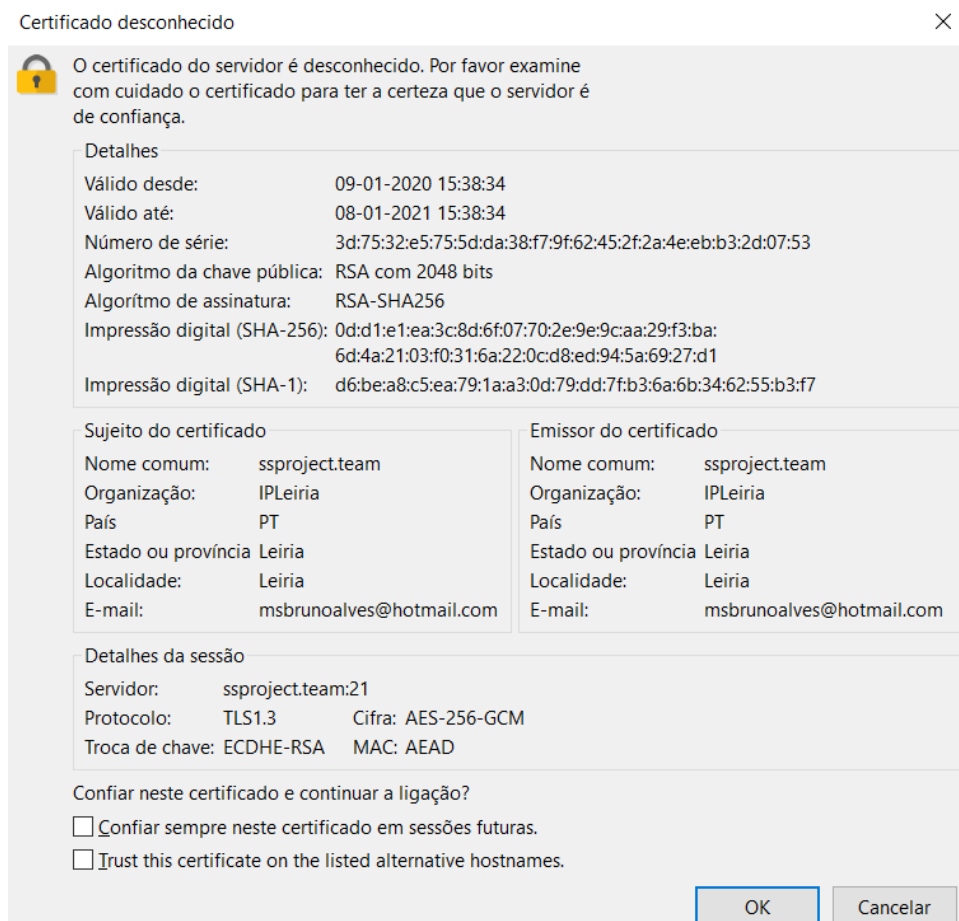 Certificado desconhecido
O certificado do servidor é desconhecido. Por favor examine
com cuidado o certificado para ter a certeza que o servidor é
de confiança.
Detalhes
Válido desde: 09-01-2020 15:38:34
Válido até: 08-01-2021 15:38:34
Número de série: 3d:75:32:e5:75:5d:da:38:f7:9f:62:45:2f:2a:4e:eb:b3:2d:07:53
Algoritmo da chave pública: RSA com 2048 bits
Algorítmo de assinatura: RSA-SHA256
Impressão digital (SHA-256): 0d:d1:e1:ea:3c:8d:6f:07:70:2e:9e:9c:aa:29:f3:ba:
6d:4a:21:03:f0:31:6a:22:0c:d8:ed:94:5a:69:27:d1
Impressão digital (SHA-1): d6:be:a8:c5:ea:79:1a:a3:0d:79:dd:7f:b3:6a:6b:34:62:55:b3:f7
Sujeito do certificado
Nome comum: ssproject.team
Organização: IPLeiria
País PT
Estado ou província Leiria
Localidade: Leiria
E-mail: msbrunoalves@hotmail.com
Emissor do certificado
Nome comum: ssproject.team
Organização: IPLeiria
País PT
Estado ou província Leiria
Localidade: Leiria
E-mail: msbrunoalves@hotmail.com
Detalhes da sessão
Servidor: ssproject.team:21
Protocolo: TLS1.3 Cifra: AES-256-GCM
Troca de chave: ECDHE-RSA MAC: AEAD
Confiar neste certificado e continuar a ligação?
Confiar sempre neste certificado em sessões futuras.
Trust this certificate on the listed alternative hostnames.
OK Cancelar